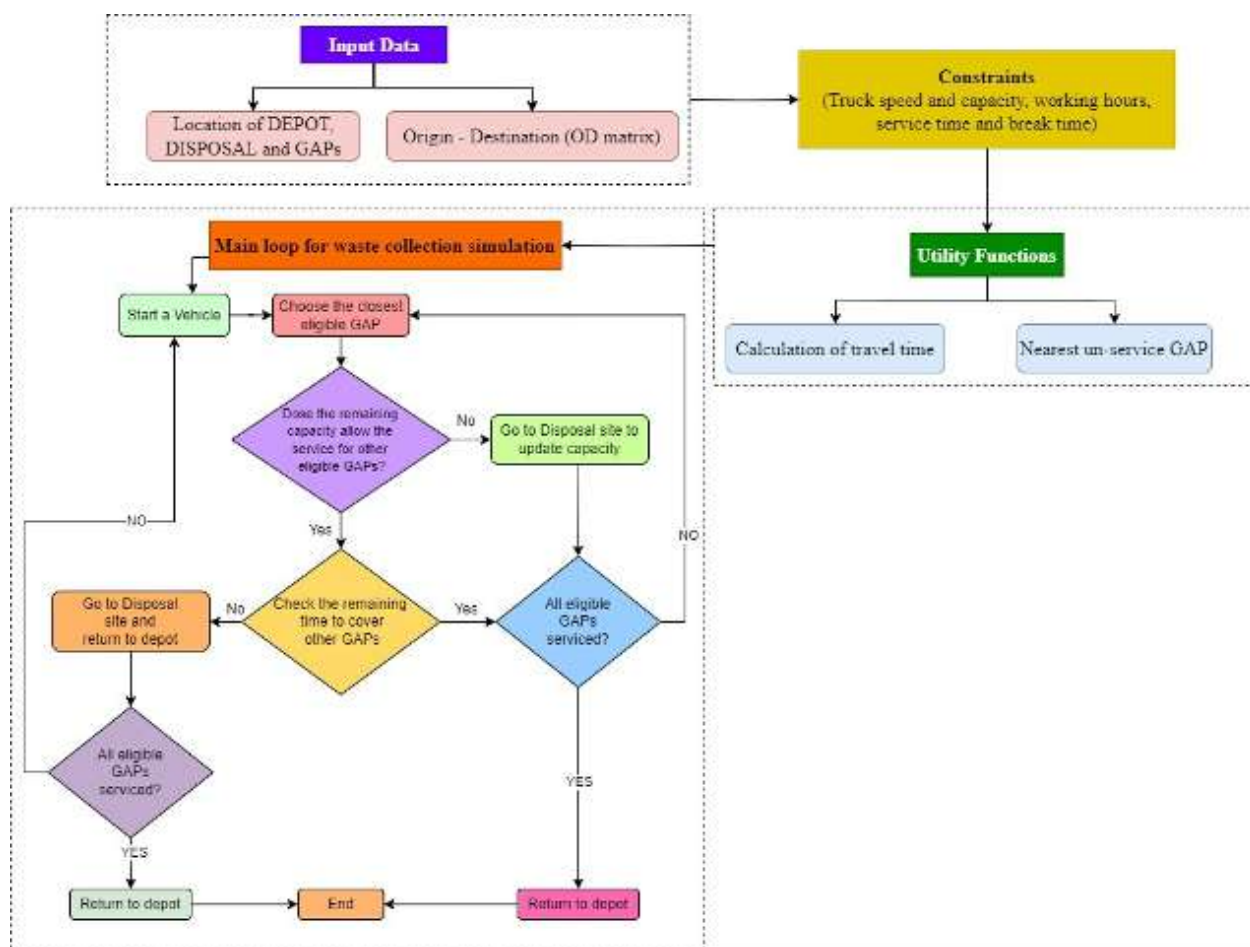 Input Data
Location of DEPOT,
DISPOSAL and GAPs
Origin - Destination (OD matrix)
Constraints
(Truck speed and capacity, working hours,
service time and break time)
Utility Functions
Calculation of travel time
Nearest un-service GAP
Main loop for waste collection simulation
Start a Vehicle
Choose the closest
eligible GAP
Dose the remaining
capacity allow the
service for other
eligible GAPs?
No
Go to Disposal site to
update capacity
Yes
NO
NO
Go to Disposal
site and
return to depot
No
Check the remaining
time to cover
other GAPs
Yes
All eligible
GAPs
serviced?
All eligible
GAPs
serviced?
YES
YES
Return to depot
End
Return to depot